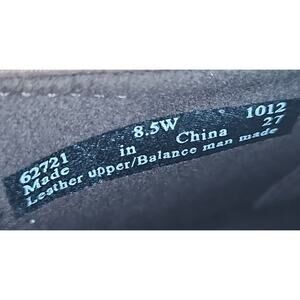 62721 8.5W 1012
Made in China 27
Leather upper/Balance man made